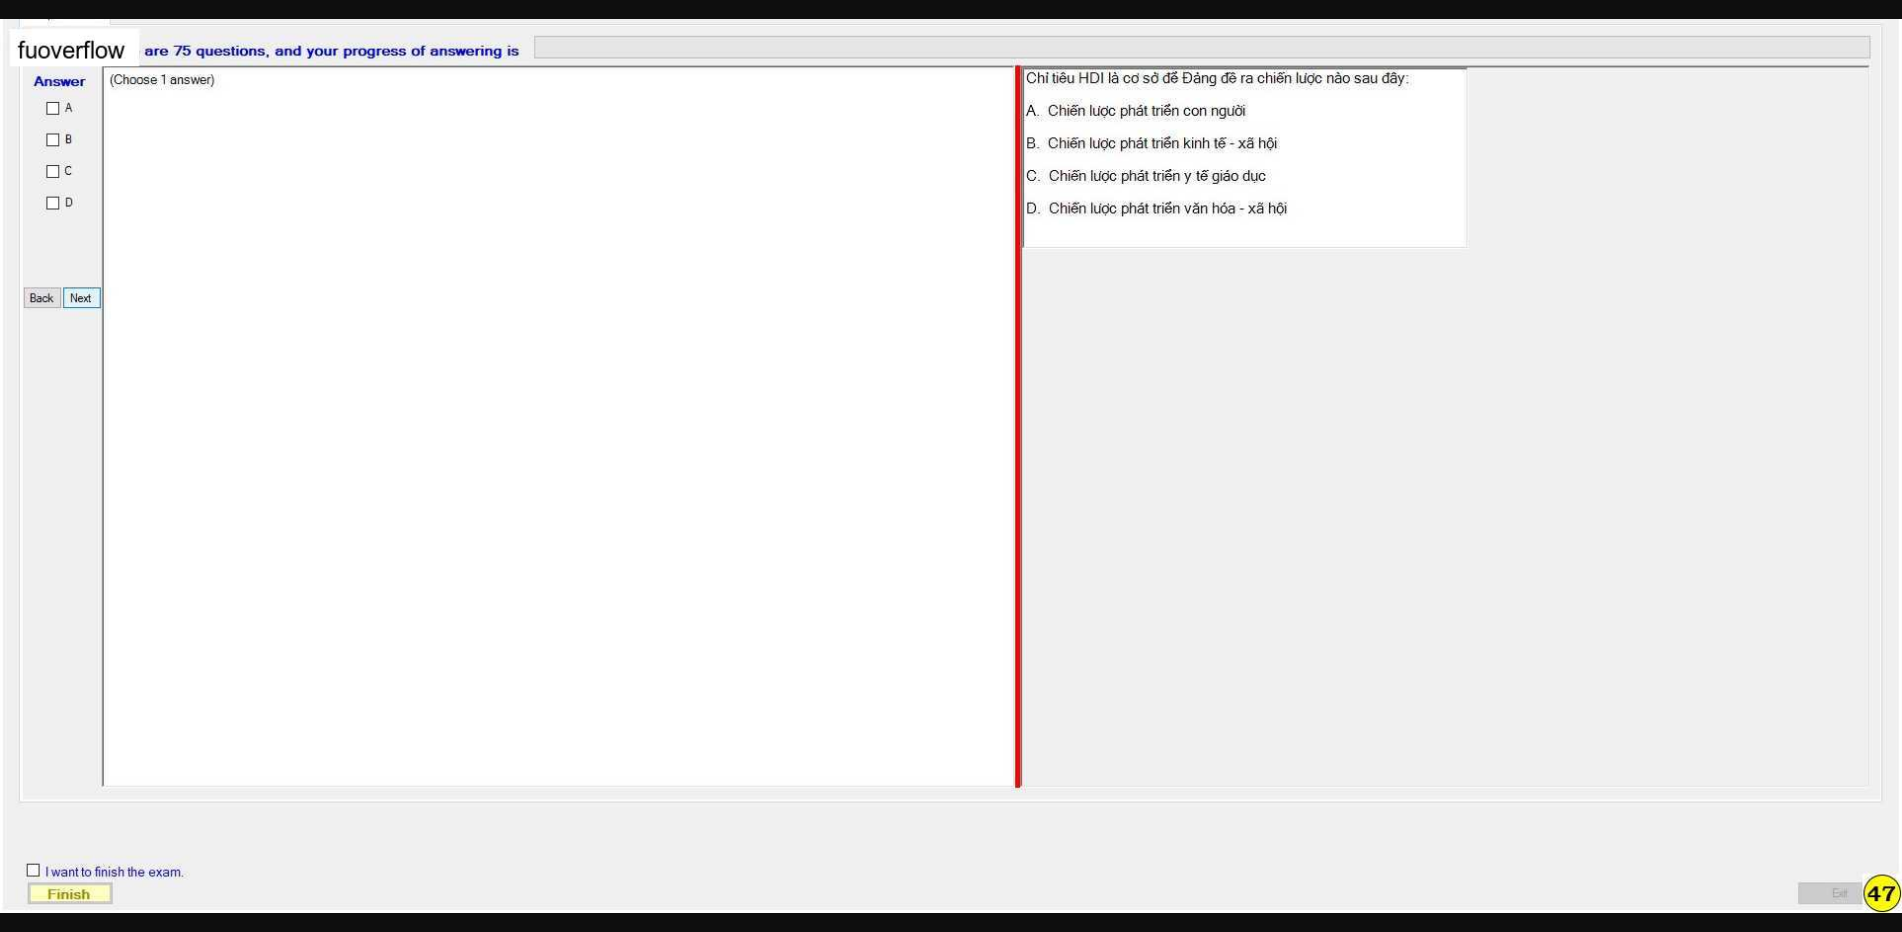 fuoverflow are 75 questions, and your progress of answering is
Answer
(Choose 1 answer)
A
B
C
D
Back Next
Chỉ tiêu HDI là cơ sở để Đảng đề ra chiến lược nào sau đây:
A. Chiến lược phát triển con người
B. Chiến lược phát triển kinh tế - xã hội
C. Chiến lược phát triển y tế giáo dục
D. Chiến lược phát triển văn hóa - xã hội
I want to finish the exam.
Finish
Exit
47